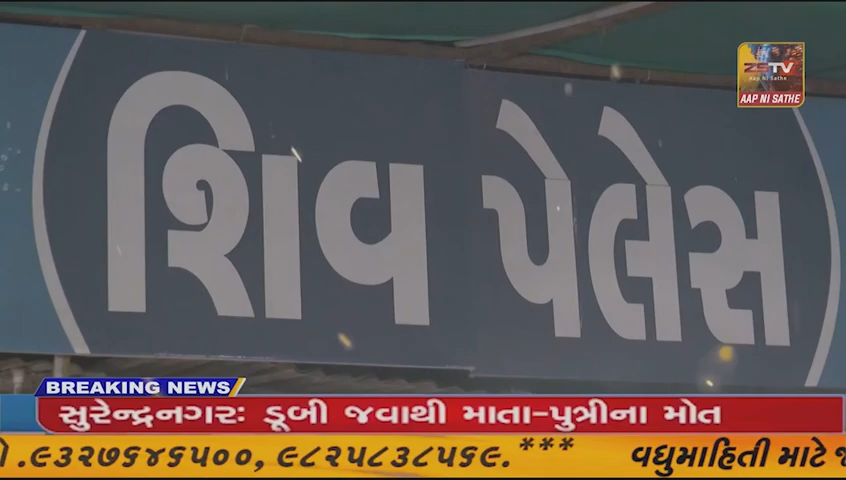 શિવ પેલેસ
ZSTV
Aap Ni Sathe
AAP NI SATHE
BREAKING NEWS
સુરેન્દ્રનગરઃ ડૂબી જવાથી માતા-પુત્રીના મોત
.૯૩૨૭૬૪૬૫૦૦, ૯૮૨૫૮૩૮૫૬૯.*** વધુમાહિતી માટે